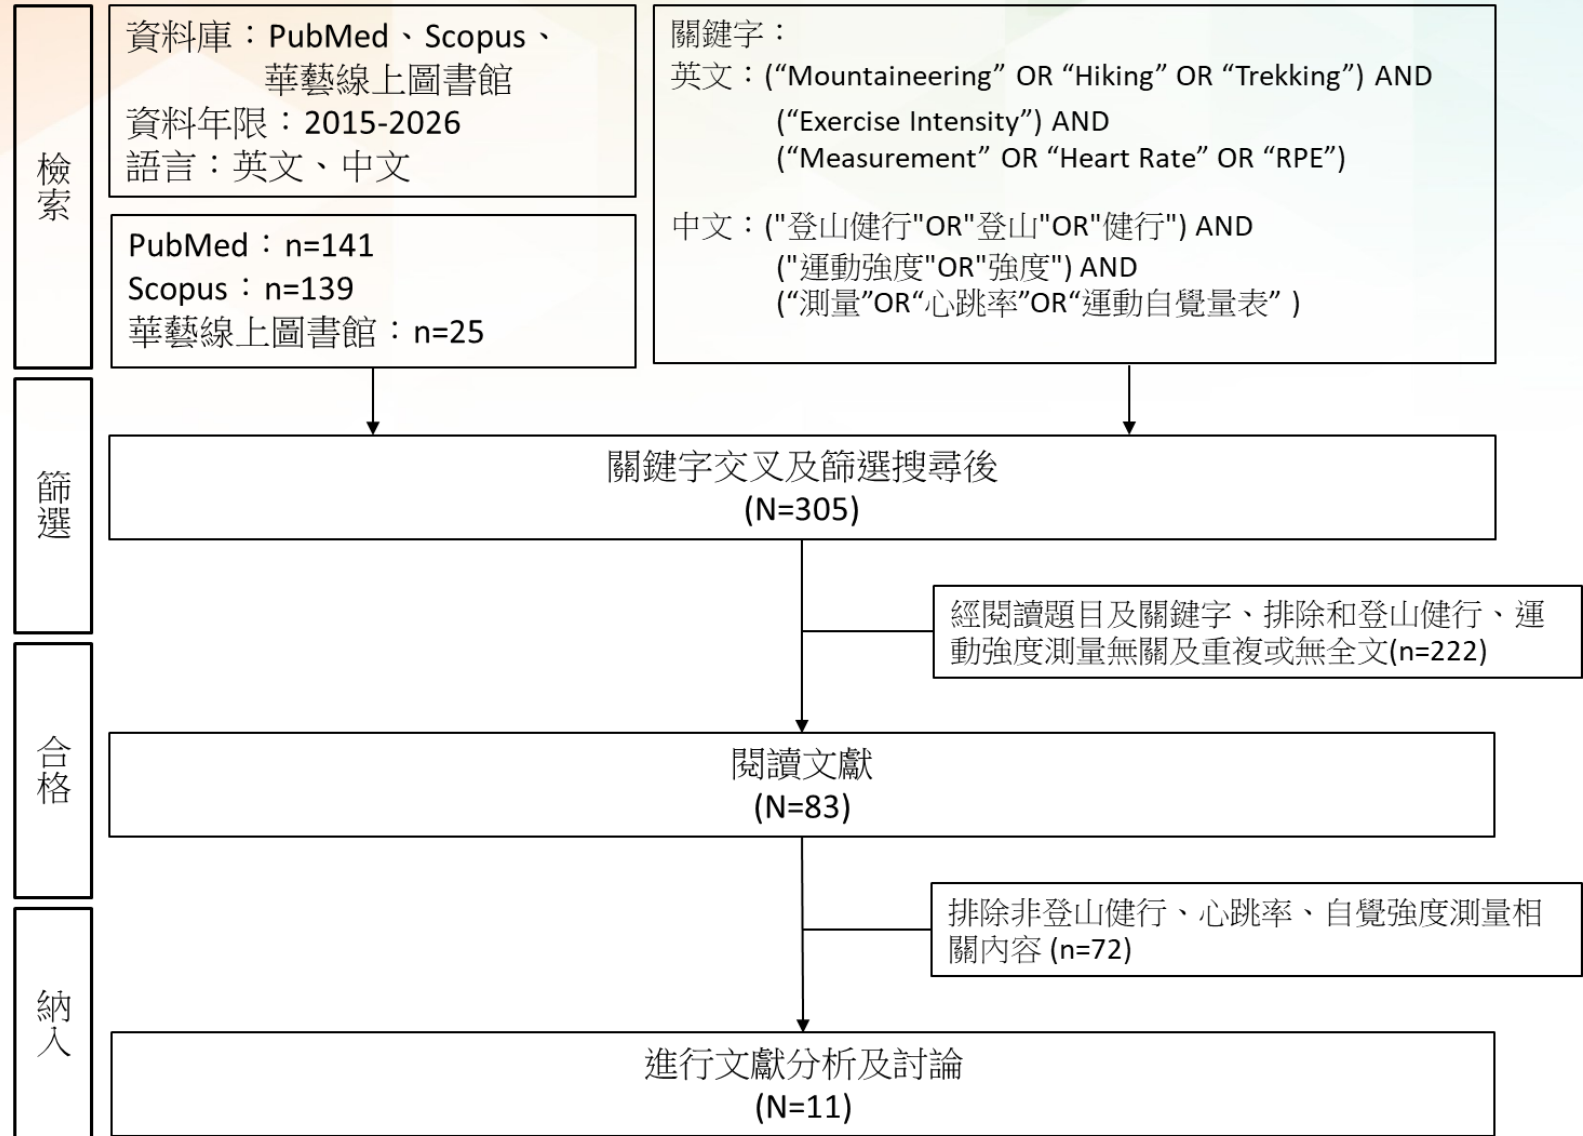 檢索
資料庫：PubMed、Scopus、
華藝線上圖書館
資料年限：2015-2026
語言：英文、中文
PubMed：n=141
Scopus：n=139
華藝線上圖書館：n=25
關鍵字：
英文：(“Mountaineering” OR “Hiking” OR “Trekking”) AND
(“Exercise Intensity”) AND
(“Measurement” OR “Heart Rate” OR “RPE”)
中文：("登山健行"OR"登山"OR"健行") AND
("運動強度"OR"強度") AND
(“測量”OR“心跳率”OR“運動自覺量表” )
篩選
關鍵字交叉及篩選搜尋後
(N=305)
經閱讀題目及關鍵字、排除和登山健行、運
動強度測量無關及重複或無全文(n=222)
合格
閱讀文獻
(N=83)
排除非登山健行、心跳率、自覺強度測量相
關內容 (n=72)
納入
進行文獻分析及討論
(N=11)